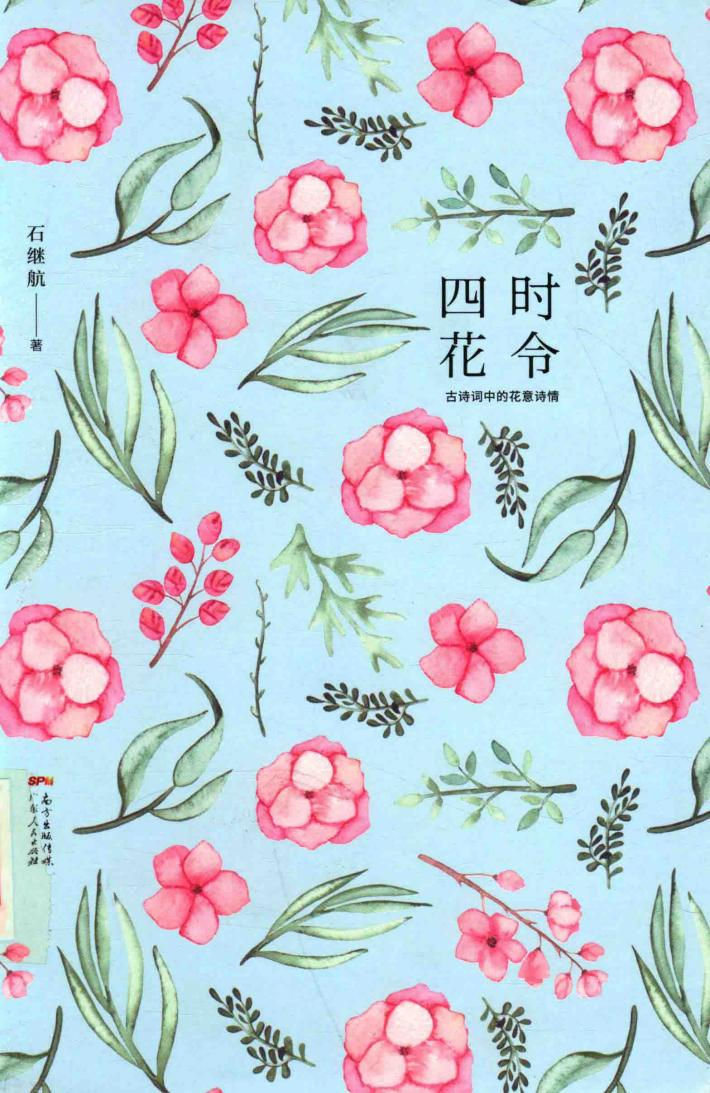 四时
花令
古诗词中的花意诗情
石继航——著
SPM
南方出版传媒
广东人民出版社